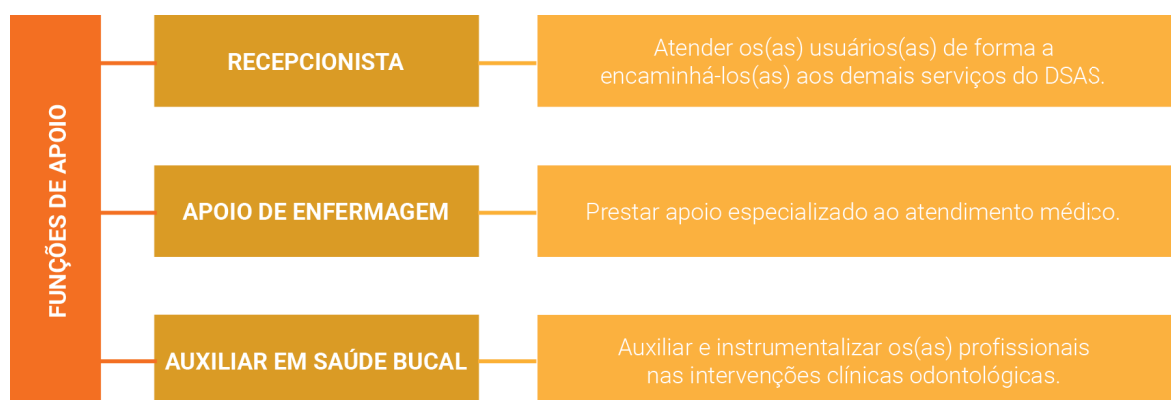 FUNÇÕES DE APOIO
RECEPCIONISTA
Atender os(as) usuários(as) de forma a
encaminhá-los(as) aos demais serviços do DSAS.
APOIO DE ENFERMAGEM
Prestar apoio especializado ao atendimento médico.
AUXILIAR EM SAÚDE BUCAL
Auxiliar e instrumentalizar os(as) profissionais
nas intervenções clínicas odontológicas.